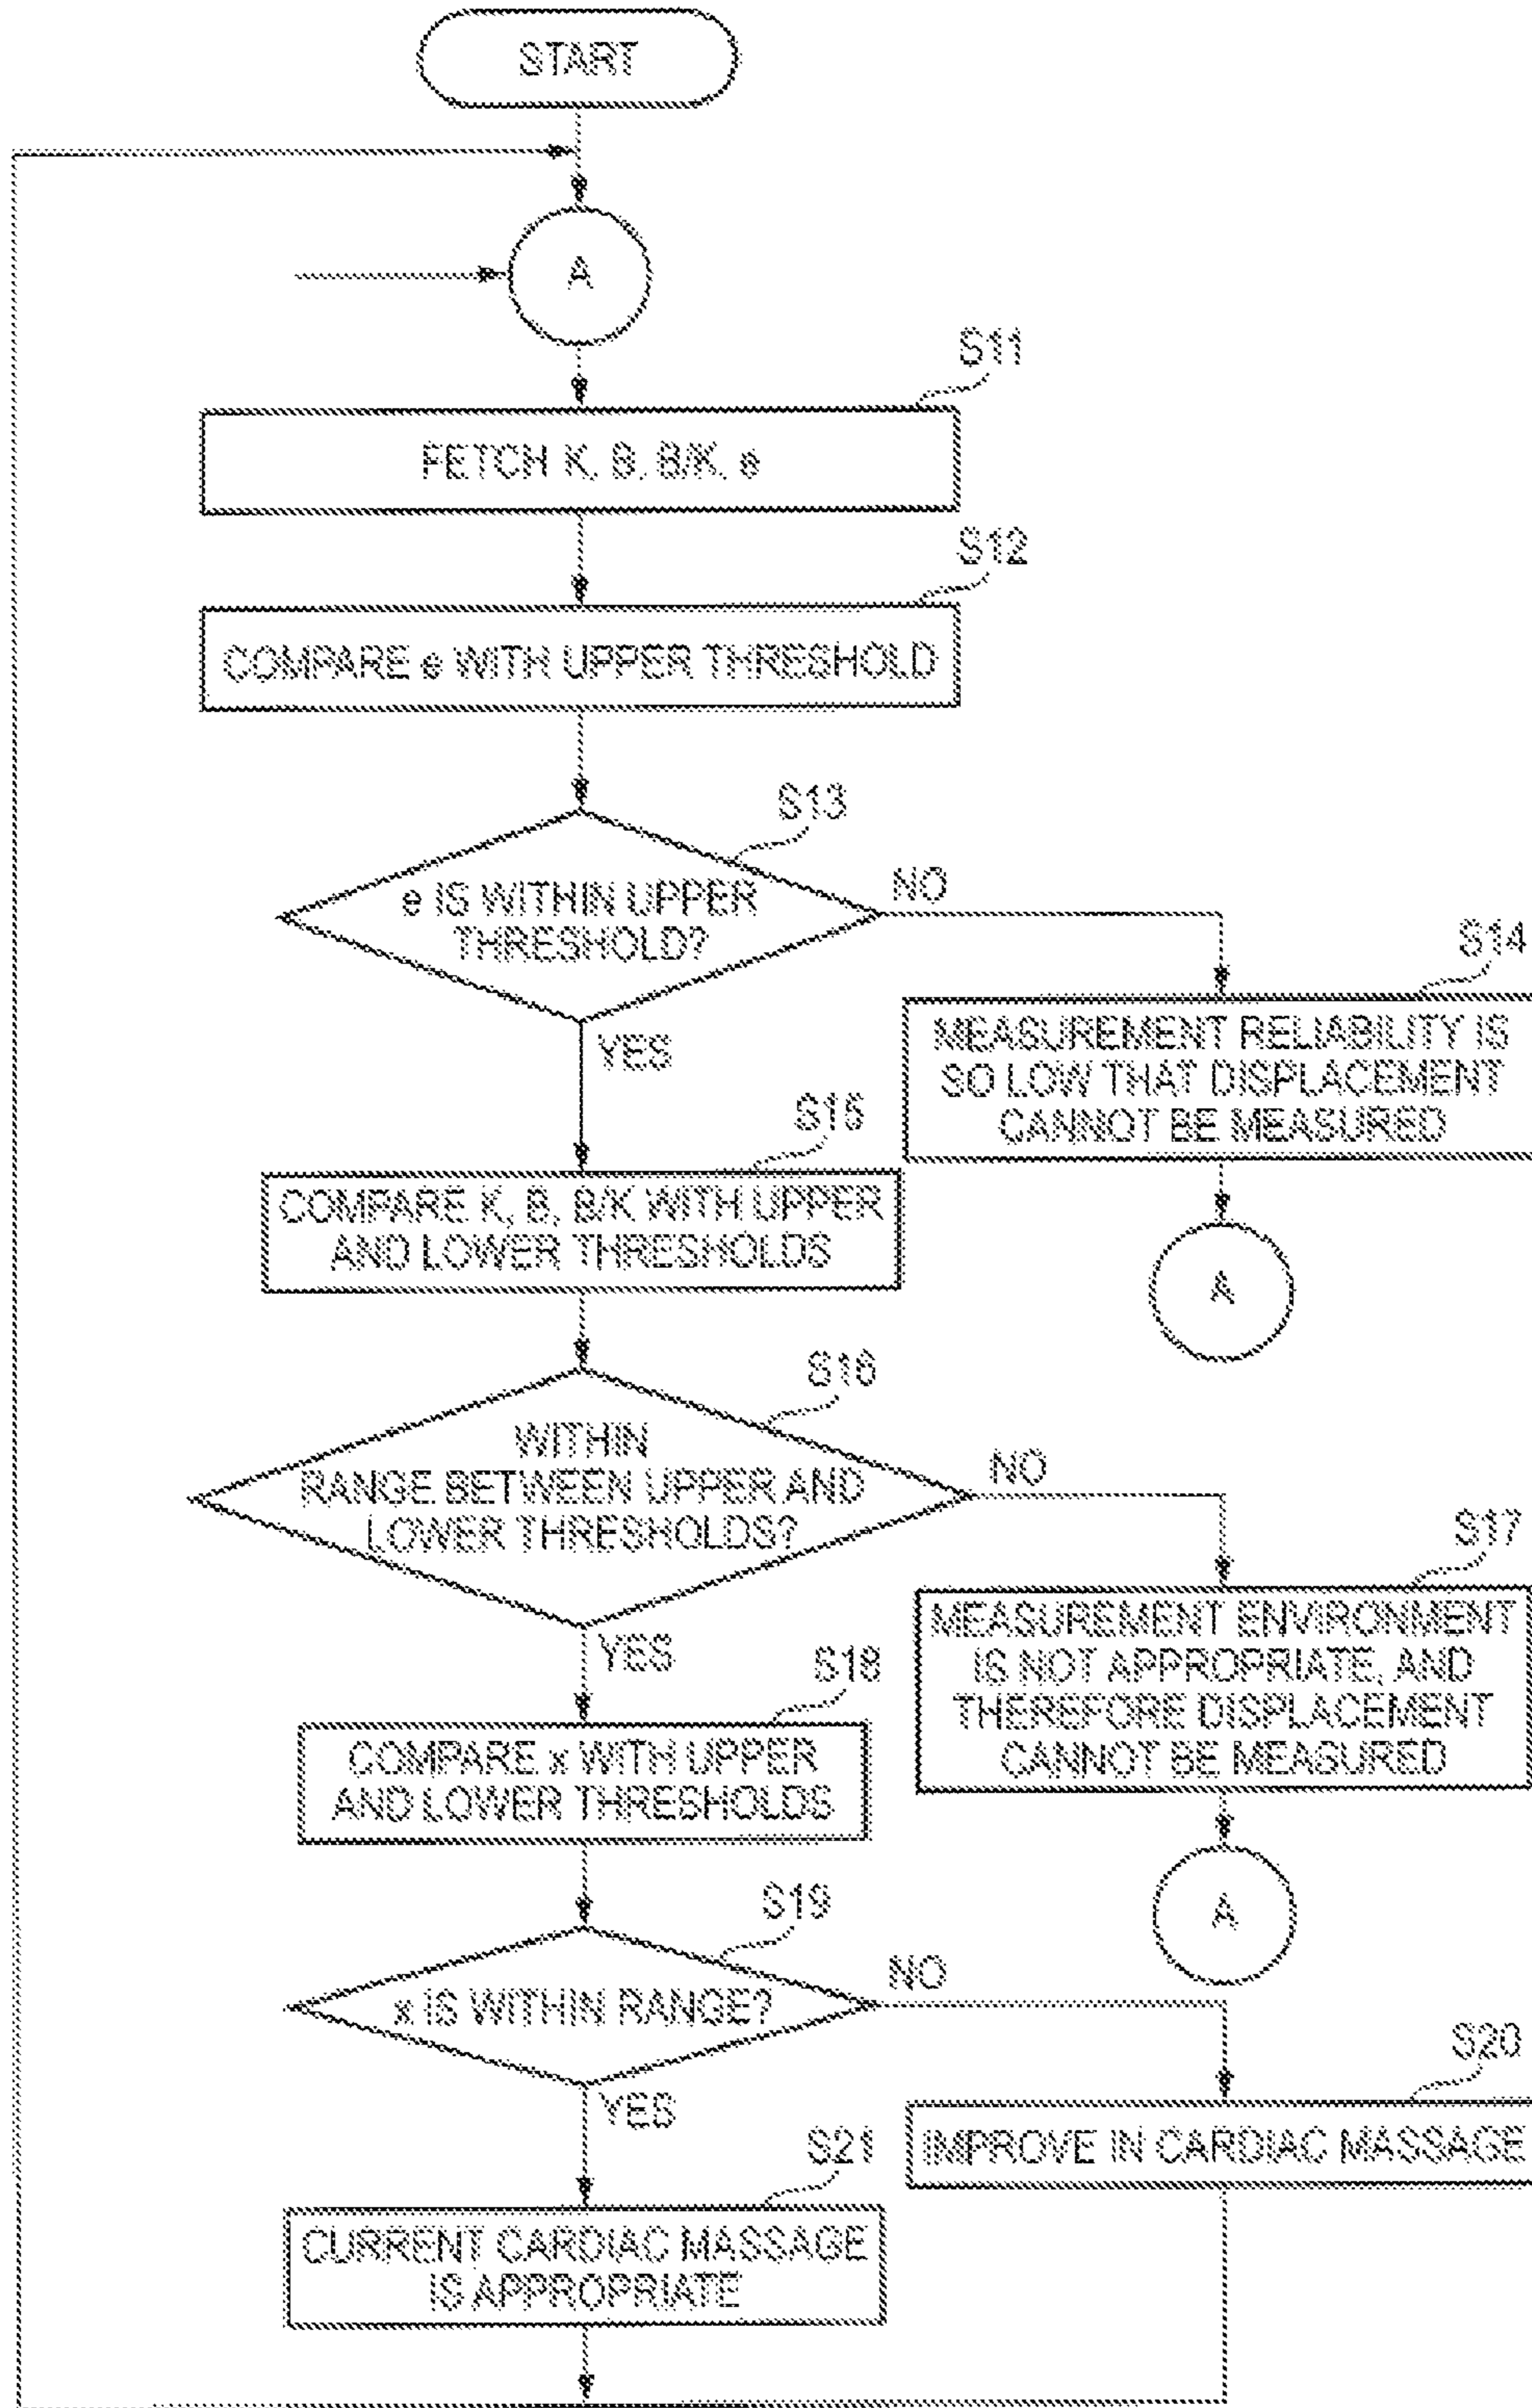 START
A
S11
FETCH K, B, B/K, e
S12
COMPARE e WITH UPPER THRESHOLD
S13
e IS WITHIN UPPER
THRESHOLD?
NO
YES
S14
MEASUREMENT RELIABILITY IS
SO LOW THAT DISPLACEMENT
CANNOT BE MEASURED
A
S15
COMPARE K, B, B/K WITH UPPER
AND LOWER THRESHOLDS
S16
WITHIN
RANGE BETWEEN UPPER AND
LOWER THRESHOLDS?
NO
YES
S17
MEASUREMENT ENVIRONMENT
IS NOT APPROPRIATE, AND
THEREFORE DISPLACEMENT
CANNOT BE MEASURED
A
S18
COMPARE x WITH UPPER
AND LOWER THRESHOLDS
S19
x IS WITHIN RANGE?
NO
YES
S20
IMPROVE IN CARDIAC MASSAGE
S21
CURRENT CARDIAC MASSAGE
IS APPROPRIATE